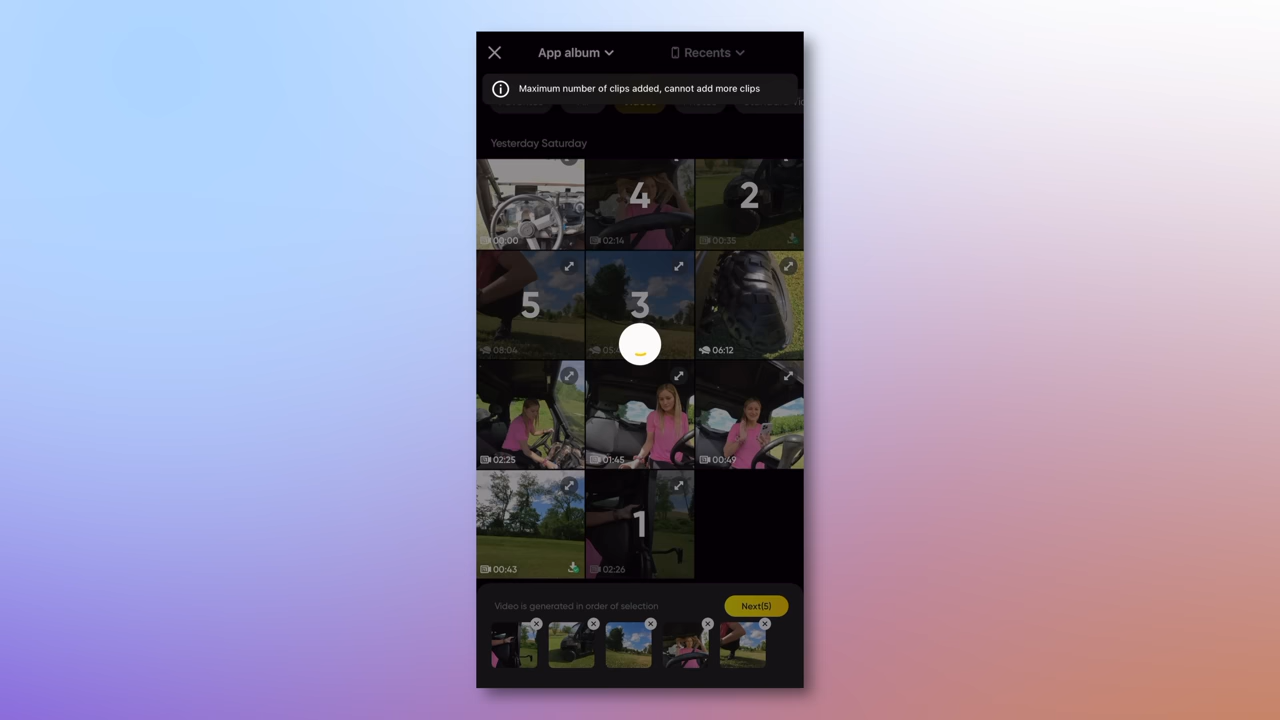 App album
Recents
Maximum number of clips added, cannot add more clips
Yesterday Saturday
00:00
4
02:14
2
00:35
5
08:04
3
06:12
02:25
01:45
00:49
00:43
1
02:26
Video is generated in order of selection
Next(5)